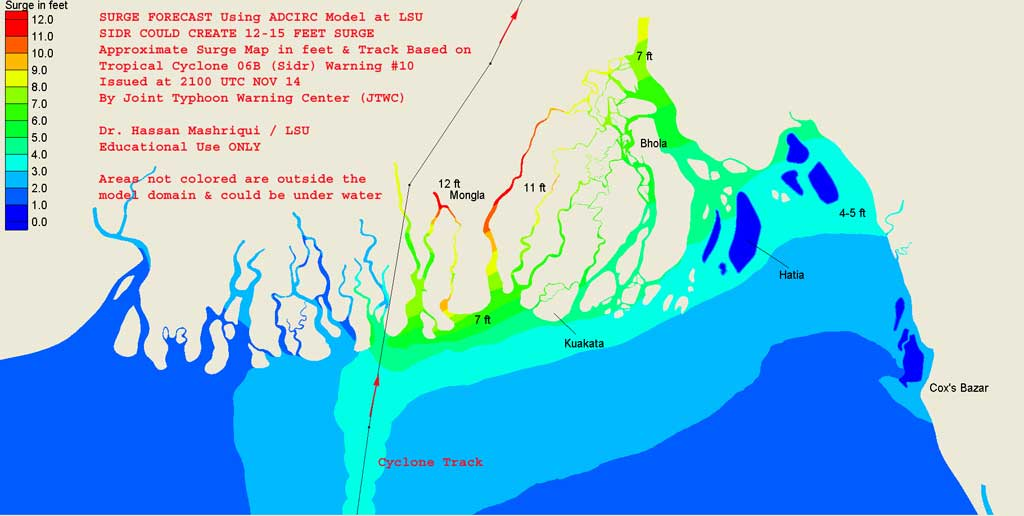 Surge in feet
12.0
11.0
10.0
9.0
8.0
7.0
6.0
5.0
4.0
3.0
2.0
1.0
0.0
SURGE FORECAST Using ADCIRC Model at LSU
SIDR COULD CREATE 12-15 FEET SURGE
Approximate Surge Map in feet & Track Based on
Tropical Cyclone 06B (Sidr) Warning #10
Issued at 2100 UTC NOV 14
By Joint Typhoon Warning Center (JTWC)
Dr. Hassan Mashriqui / LSU
Educational Use ONLY
Areas not colored are outside the
model domain & could be under water
7 ft
Bhola
12 ft
Mongla
11 ft
4-5 ft
Hatia
7 ft
Kuakata
Cox's Bazar
Cyclone Track